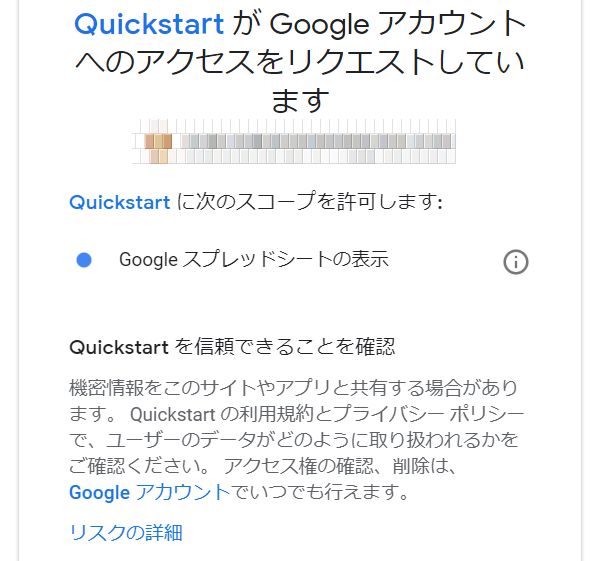 Quickstart が Google アカウント
へのアクセスをリクエストしてい
ます
Quickstart に次のスコープを許可します:
Google スプレッドシートの表示
Quickstart を信頼できることを確認
機密情報をこのサイトやアプリと共有する場合があり
ます。 Quickstart の利用規約とプライバシー ポリシー
で、ユーザーのデータがどのように取り扱われるかを
ご確認ください。 アクセス権の確認、削除は、
Google アカウントでいつでも行えます。
リスクの詳細